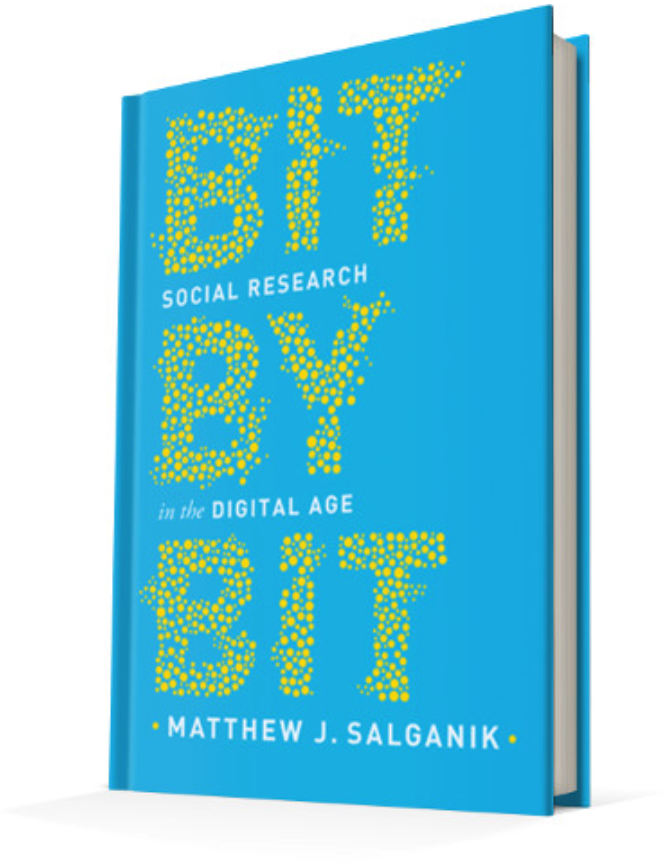 BIT
SOCIAL RESEARCH
BY
in the DIGITAL AGE
BIT
• MATTHEW J. SALGANIK •